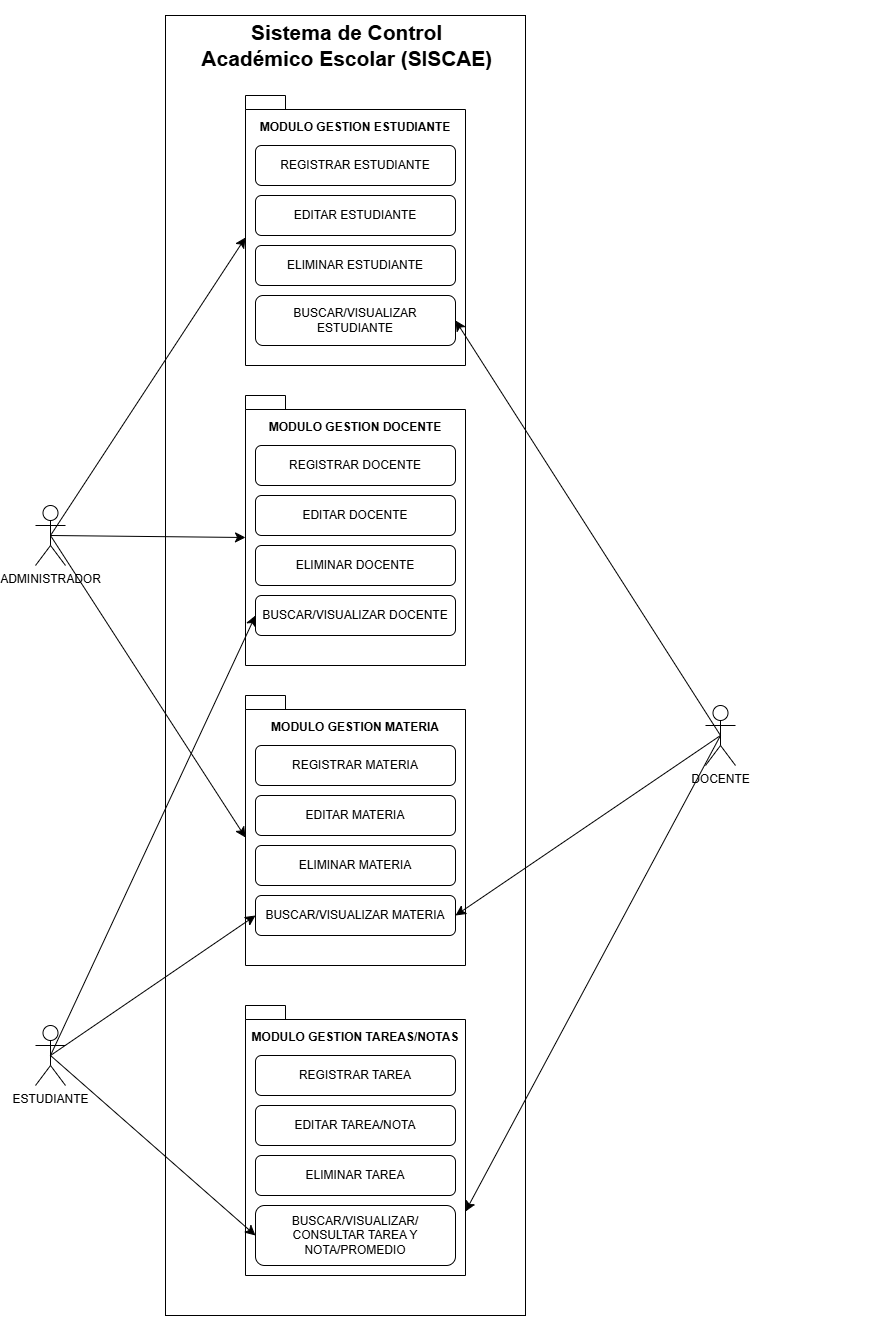 Sistema de Control
Académico Escolar (SISCAE)
MODULO GESTION ESTUDIANTE
REGISTRAR ESTUDIANTE
EDITAR ESTUDIANTE
ELIMINAR ESTUDIANTE
BUSCAR/VISUALIZAR
ESTUDIANTE
MODULO GESTION DOCENTE
REGISTRAR DOCENTE
EDITAR DOCENTE
ELIMINAR DOCENTE
ADMINISTRADOR
BUSCAR/VISUALIZAR DOCENTE
MODULO GESTION MATERIA
REGISTRAR MATERIA
DOCENTE
EDITAR MATERIA
ELIMINAR MATERIA
BUSCAR/VISUALIZAR MATERIA
MODULO GESTION TAREAS/NOTAS
REGISTRAR TAREA
ESTUDIANTE
EDITAR TAREA/NOTA
ELIMINAR TAREA
BUSCAR/VISUALIZAR/
CONSULTAR TAREA Y
NOTA/PROMEDIO